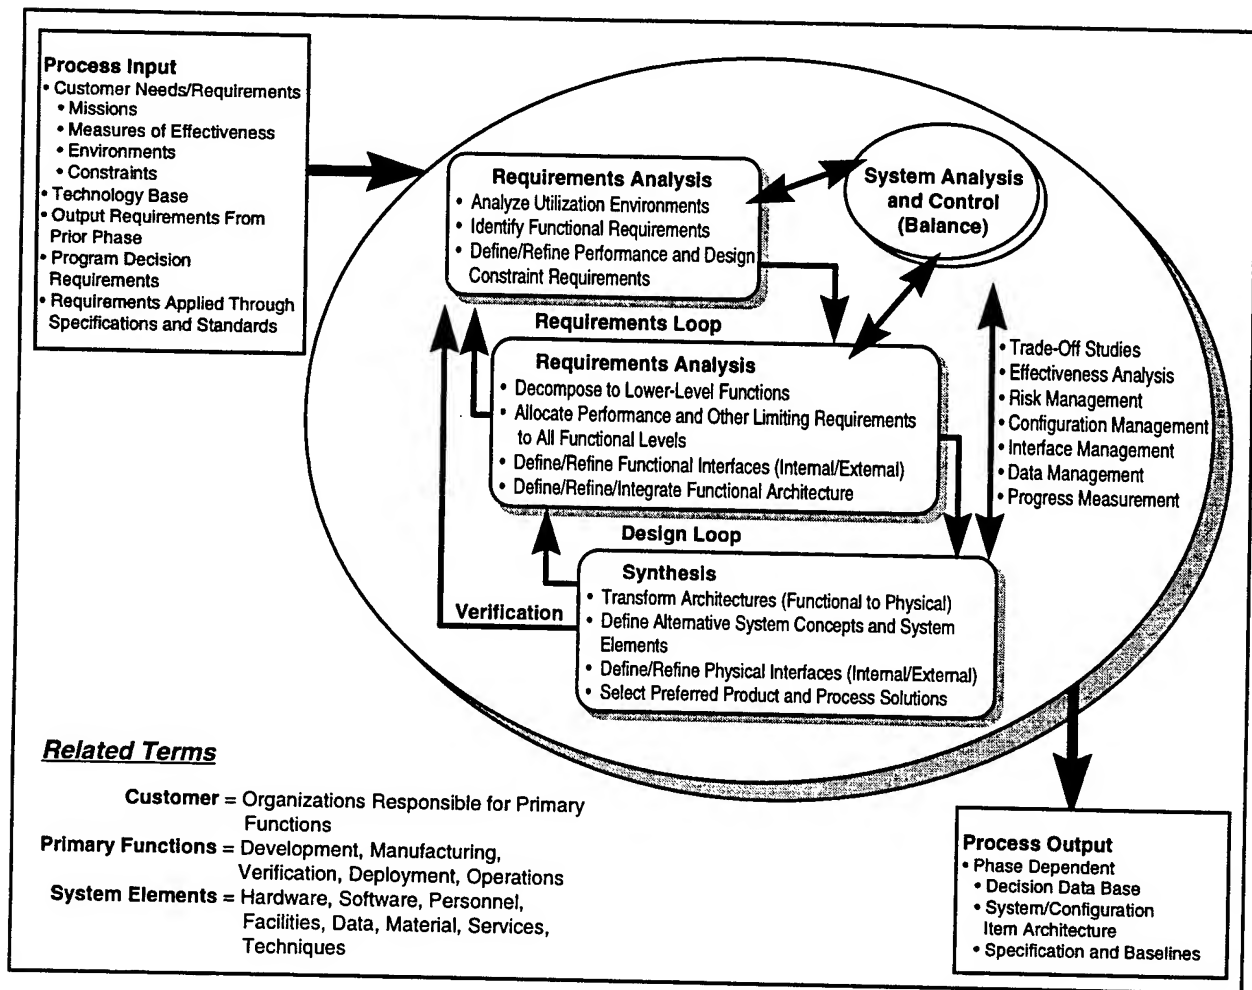 Process Input
• Customer Needs/Requirements
• Missions
• Measures of Effectiveness
• Environments
• Constraints
• Technology Base
• Output Requirements From
Prior Phase
• Program Decision
Requirements
• Requirements Applied Through
Specifications and Standards
Requirements Analysis
• Analyze Utilization Environments
• Identify Functional Requirements
• Define/Refine Performance and Design
Constraint Requirements
System Analysis
and Control
(Balance)
Requirements Loop
Requirements Analysis
• Decompose to Lower-Level Functions
• Allocate Performance and Other Limiting Requirements
to All Functional Levels
• Define/Refine Functional Interfaces (Internal/External)
• Define/Refine/Integrate Functional Architecture
• Trade-Off Studies
• Effectiveness Analysis
• Risk Management
• Configuration Management
• Interface Management
• Data Management
• Progress Measurement
Design Loop
Synthesis
• Transform Architectures (Functional to Physical)
• Define Alternative System Concepts and System
Elements
• Define/Refine Physical Interfaces (Internal/External)
• Select Preferred Product and Process Solutions
Verification
Related Terms
Customer = Organizations Responsible for Primary
Functions
Primary Functions = Development, Manufacturing,
Verification, Deployment, Operations
System Elements = Hardware, Software, Personnel,
Facilities, Data, Material, Services,
Techniques
Process Output
• Phase Dependent
• Decision Data Base
• System/Configuration
Item Architecture
• Specification and Baselines